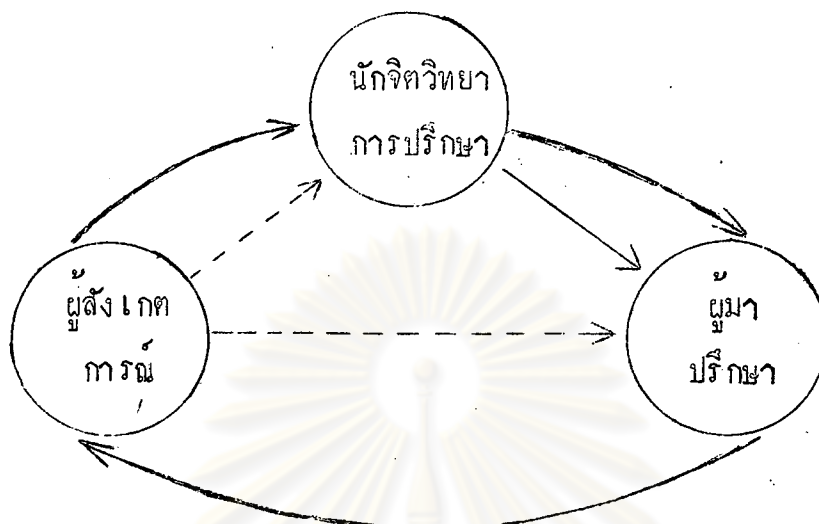 นักจิตวิทยา
การปรึกษา
ผู้สังเกต
การณ์
ผู้มา
ปรึกษา